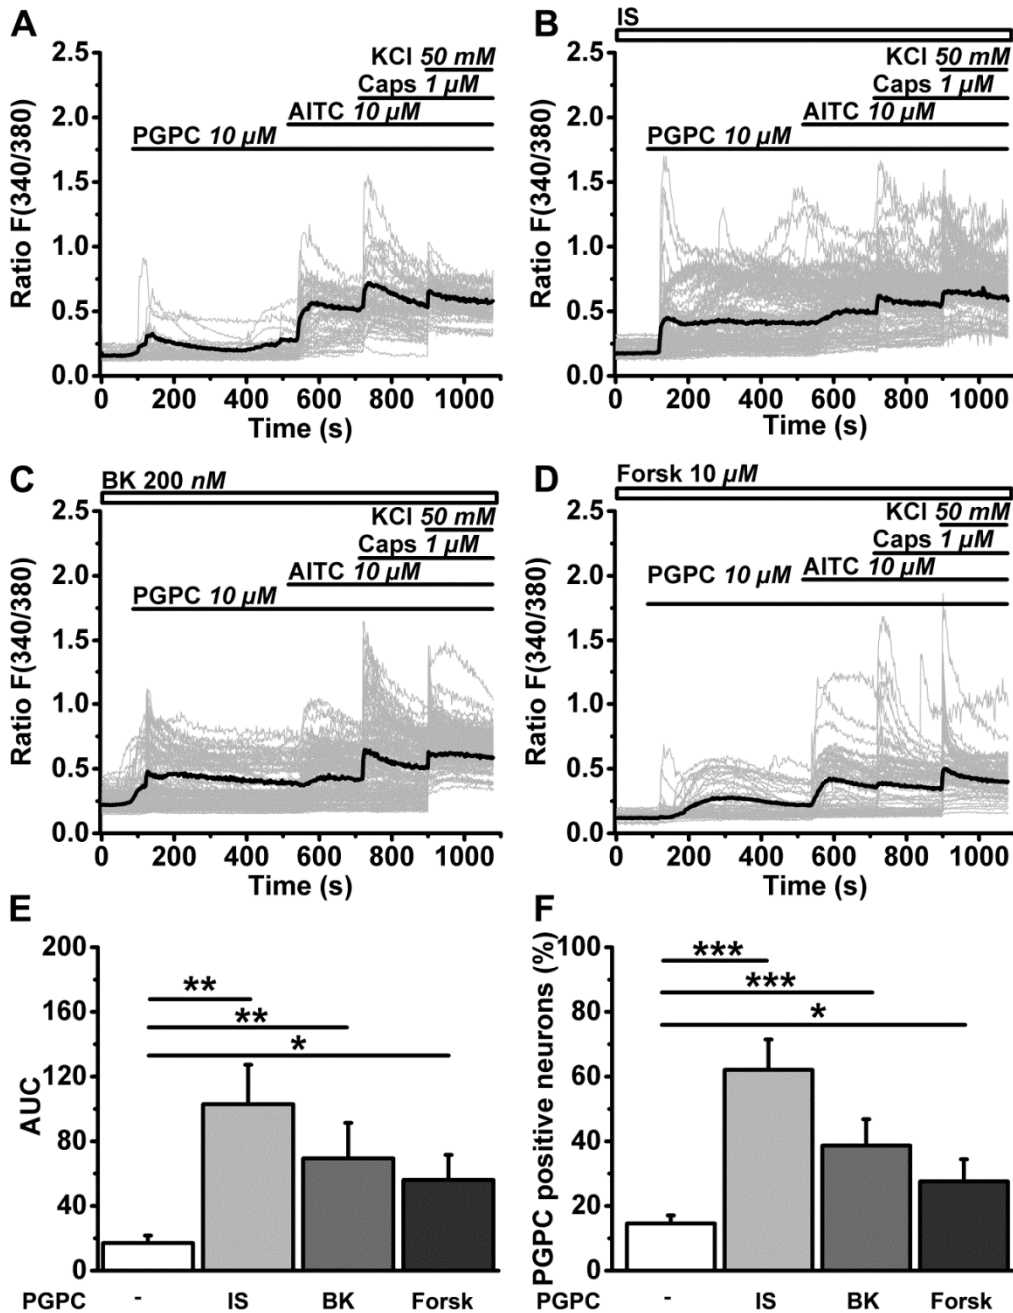 A
KCl 50 mM
Caps 1 µM
AITC 10 µM
PGPC 10 µM
Ratio F(340/380)
2.5
2.0
1.5
1.0
0.5
0.0
0 200 400 600 800 1000
Time (s)
B
IS
KCl 50 mM
Caps 1 µM
AITC 10 µM
PGPC 10 µM
Ratio F(340/380)
2.5
2.0
1.5
1.0
0.5
0.0
0 200 400 600 800 1000
Time (s)
C
BK 200 nM
KCl 50 mM
Caps 1 µM
AITC 10 µM
PGPC 10 µM
Ratio F(340/380)
2.5
2.0
1.5
1.0
0.5
0.0
0 200 400 600 800 1000
Time (s)
D
Forsk 10 µM
KCl 50 mM
Caps 1 µM
AITC 10 µM
PGPC 10 µM
Ratio F(340/380)
2.5
2.0
1.5
1.0
0.5
0.0
0 200 400 600 800 1000
Time (s)
E
AUC
200
160
120
80
40
0
**
**
*
PGPC - IS BK Forsk
F
PGPC positive neurons (%)
100
80
60
40
20
0
***
***
*
PGPC - IS BK Forsk